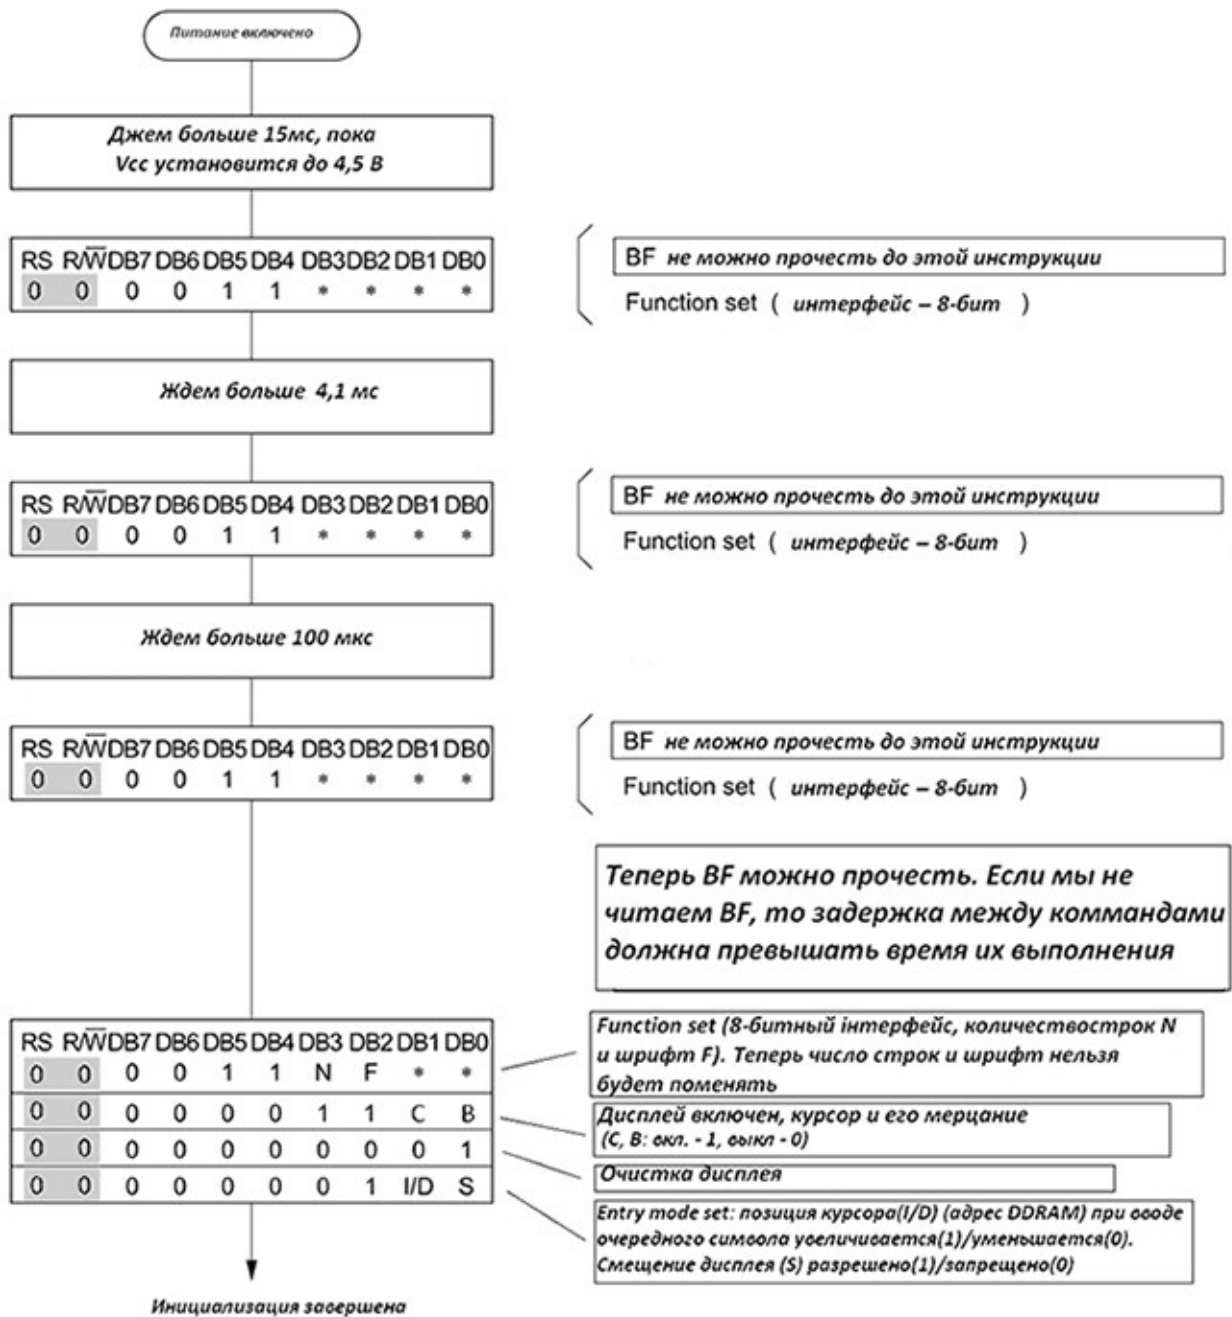 Питание включено
Джем больше 15мс, пока
Vcc установится до 4,5 В
RS R/W DB7 DB6 DB5 DB4 DB3 DB2 DB1 DB0
0 0 0 0 1 1 * * * *
BF не можно прочесть до этой инструкции
Function set ( интерфейс – 8-бит )
Ждем больше 4,1 мс
RS R/W DB7 DB6 DB5 DB4 DB3 DB2 DB1 DB0
0 0 0 0 1 1 * * * *
BF не можно прочесть до этой инструкции
Function set ( интерфейс – 8-бит )
Ждем больше 100 мкс
RS R/W DB7 DB6 DB5 DB4 DB3 DB2 DB1 DB0
0 0 0 0 1 1 * * * *
BF не можно прочесть до этой инструкции
Function set ( интерфейс – 8-бит )
Теперь BF можно прочесть. Если мы не
читаем BF, то задержка между коммандами
должна превышать время их выполнения
RS R/W DB7 DB6 DB5 DB4 DB3 DB2 DB1 DB0
0 0 0 0 1 1 N F * *
0 0 0 0 0 0 1 1 C B
0 0 0 0 0 0 0 0 0 1
0 0 0 0 0 0 0 1 I/D S
Function set (8-битный інтерфейс, количествострок N
и шрифт F). Теперь число строк и шрифт нельзя
будет поменять
Дисплей включен, курсор и его мерцание
(C, B: вкл. - 1, выкл - 0)
Очистка дисплея
Entry mode set: позиция курсора(I/D) (адрес DDRAM) при вводе
очередного символа увеличивается(1)/уменьшается(0).
Смещение дисплея (S) разрешено(1)/запрещено(0)
Инициализация завершена